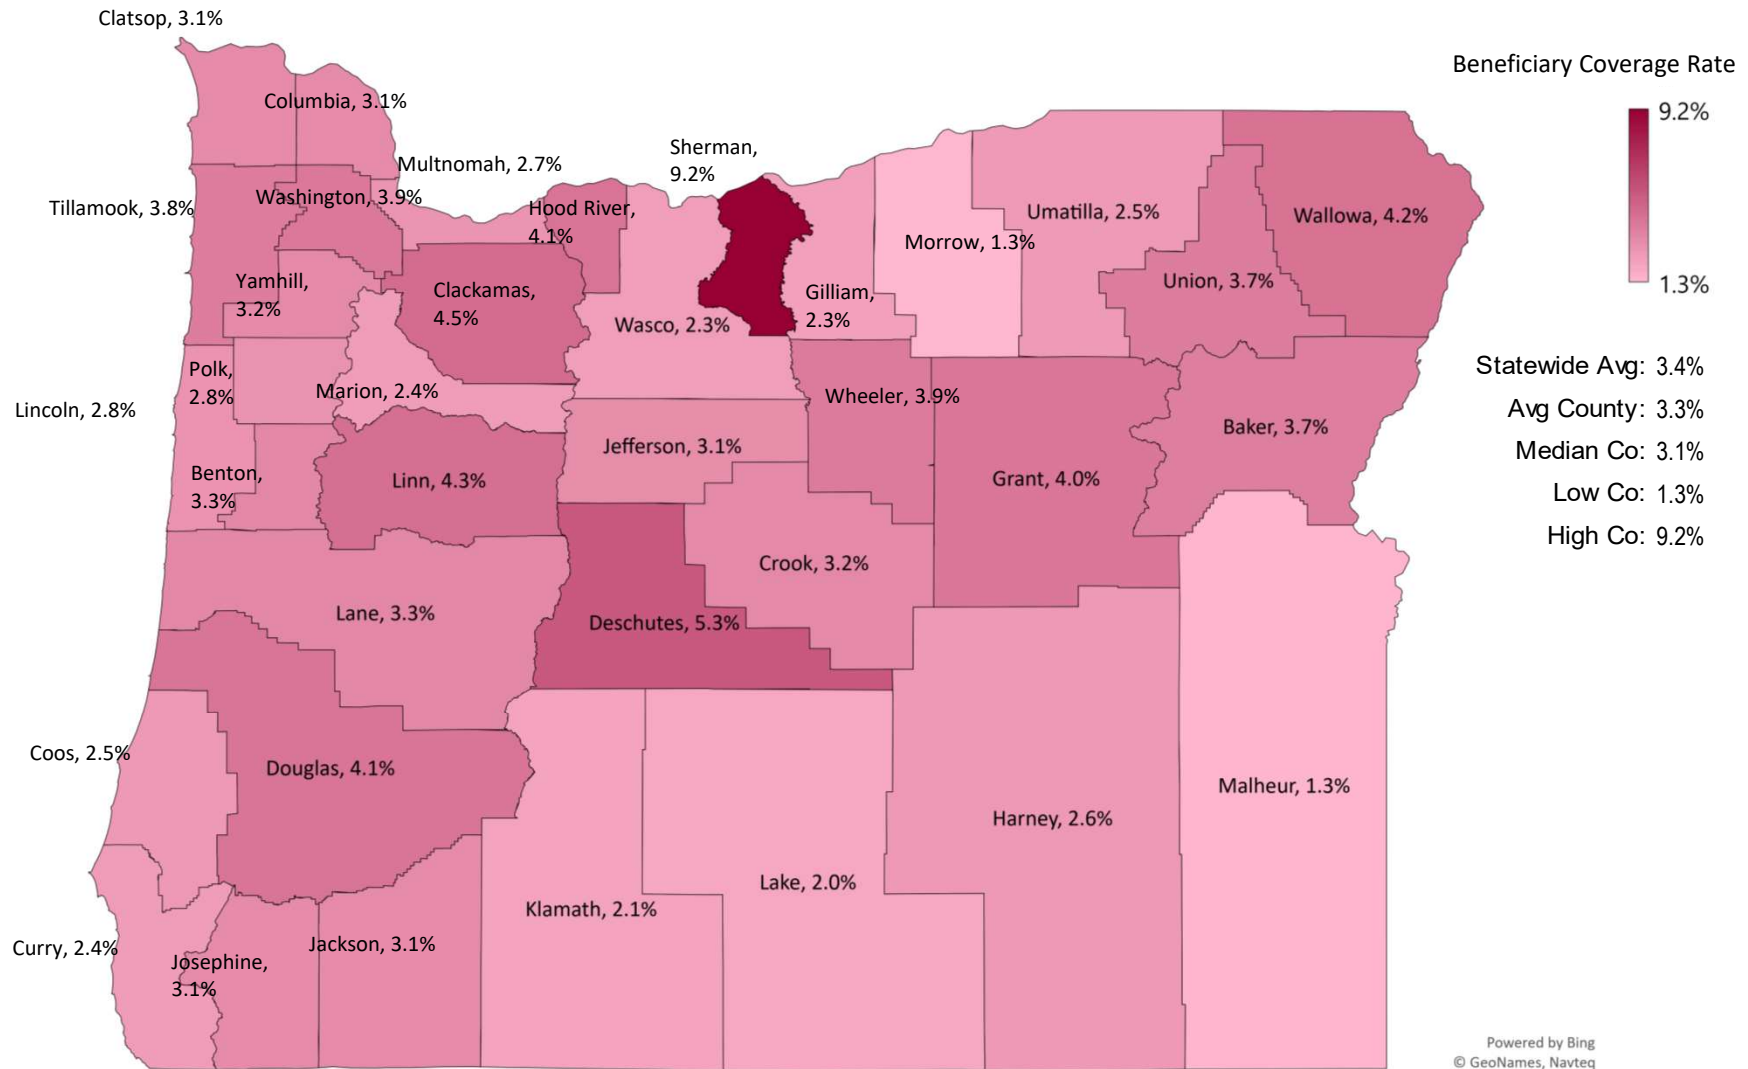 Clatsop, 3.1%
Beneficiary Coverage Rate
Columbia, 3.1%
9.2%
Sherman,
9.2%
Multnomah, 2.7%
Washington, 3.9%
Tillamook, 3.8%
Hood River,
4.1%
Umatilla, 2.5%
Wallowa, 4.2%
Morrow, 1.3%
Yamhill,
3.2%
Clackamas,
4.5%
Gilliam,
2.3%
Union, 3.7%
1.3%
Wasco, 2.3%
Statewide Avg: 3.4%
Polk,
2.8%
Marion, 2.4%
Wheeler, 3.9%
Lincoln, 2.8%
Avg County: 3.3%
Baker, 3.7%
Jefferson, 3.1%
Median Co: 3.1%
Benton,
3.3%
Linn, 4.3%
Grant, 4.0%
Low Co: 1.3%
High Co: 9.2%
Crook, 3.2%
Lane, 3.3%
Deschutes, 5.3%
Coos, 2.5%
Douglas, 4.1%
Malheur, 1.3%
Harney, 2.6%
Lake, 2.0%
Klamath, 2.1%
Curry, 2.4%
Jackson, 3.1%
Josephine,
3.1%
Powered by Bing
© GeoNames, Navteq